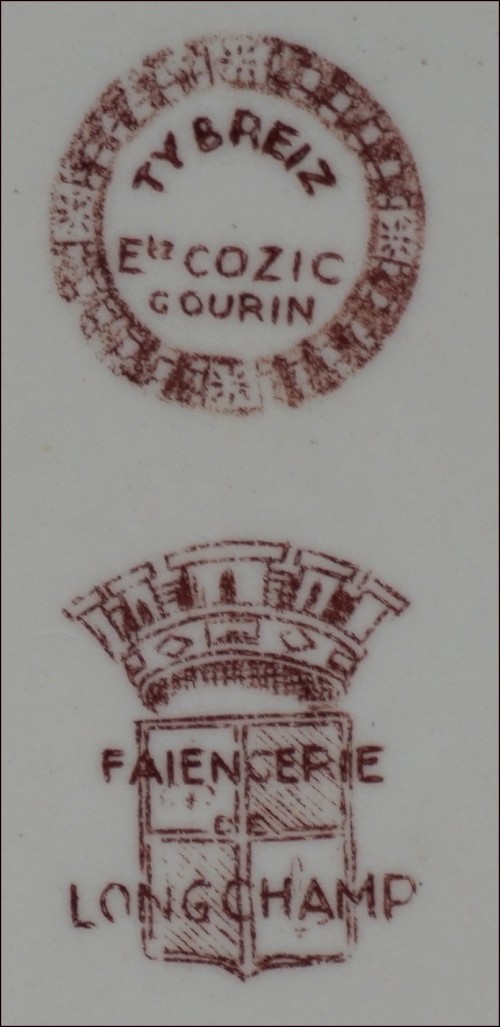 TY BREIZ
Ets COZIC
GOURIN
FAIENCERIE
DE
LONGCHAMP